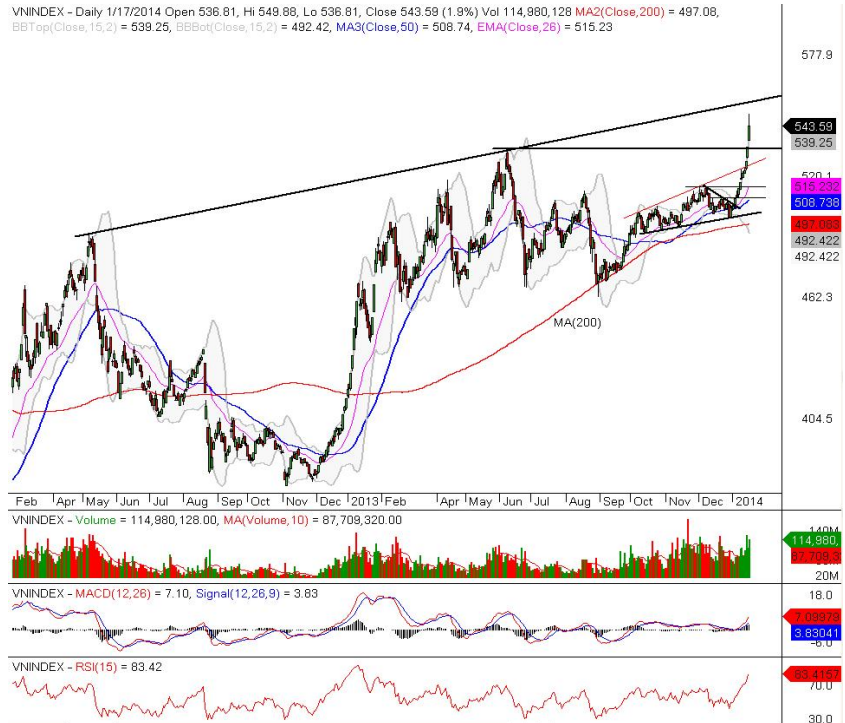 VNINDEX - Daily 1/17/2014 Open 536.81, Hi 549.88, Lo 536.81, Close 543.59 (1.9%) Vol 114,980,128 MA2(Close,200) = 497.08,
BBTop(Close,15,2) = 539.25, BBBot(Close,15,2) = 492.42, MA3(Close,50) = 508.74, EMA(Close,26) = 515.23
577.9
543.59
539.25
520.1
515.232
508.738
497.083
492.422
492.422
462.3
MA(200)
404.5
Feb Apr May Jun Jul Aug Sep Oct Nov Dec 2013 Feb Apr May Jun Jul Aug Sep Oct Nov Dec 2014
VNINDEX - Volume = 114,980,128.00, MA(Volume,10) = 87,709,320.00
140M
114,980,
87,709,3
20M
VNINDEX - MACD(12,26) = 7.10, Signal(12,26,9) = 3.83
18.0
7.09979
3.83041
-6.0
VNINDEX - RSI(15) = 83.42
83.4157
70.0
30.0